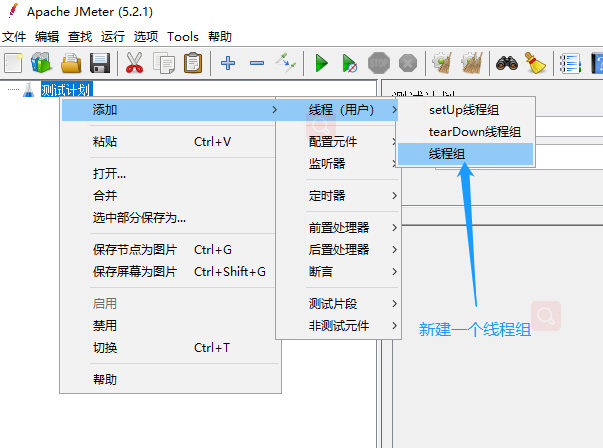 Apache JMeter (5.2.1)
文件 编辑 查找 运行 选项 Tools 帮助
STOP
测试计划
添加
粘贴 Ctrl+V
打开...
合并
选中部分保存为...
保存节点为图片 Ctrl+G
保存屏幕为图片 Ctrl+Shift+G
启用
禁用
切换 Ctrl+T
帮助
线程（用户）
配置元件
监听器
定时器
前置处理器
后置处理器
断言
测试片段
非测试元件
setUp线程组
tearDown线程组
线程组
新建一个线程组